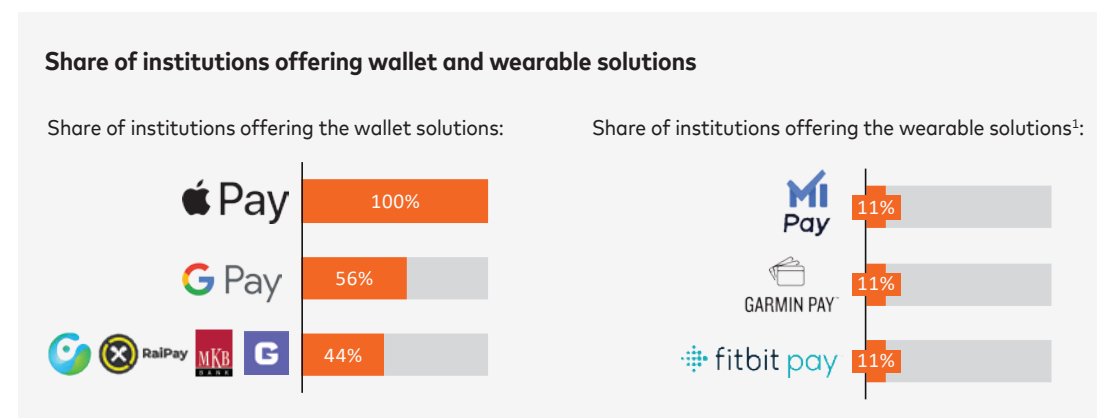 Share of institutions offering wallet and wearable solutions
Share of institutions offering the wallet solutions:
Pay
100%
G Pay
56%
RaiPay
MKB
BANK
G
44%
Share of institutions offering the wearable solutions¹:
MI
Pay
11%
GARMIN PAY™
11%
fitbit pay
11%